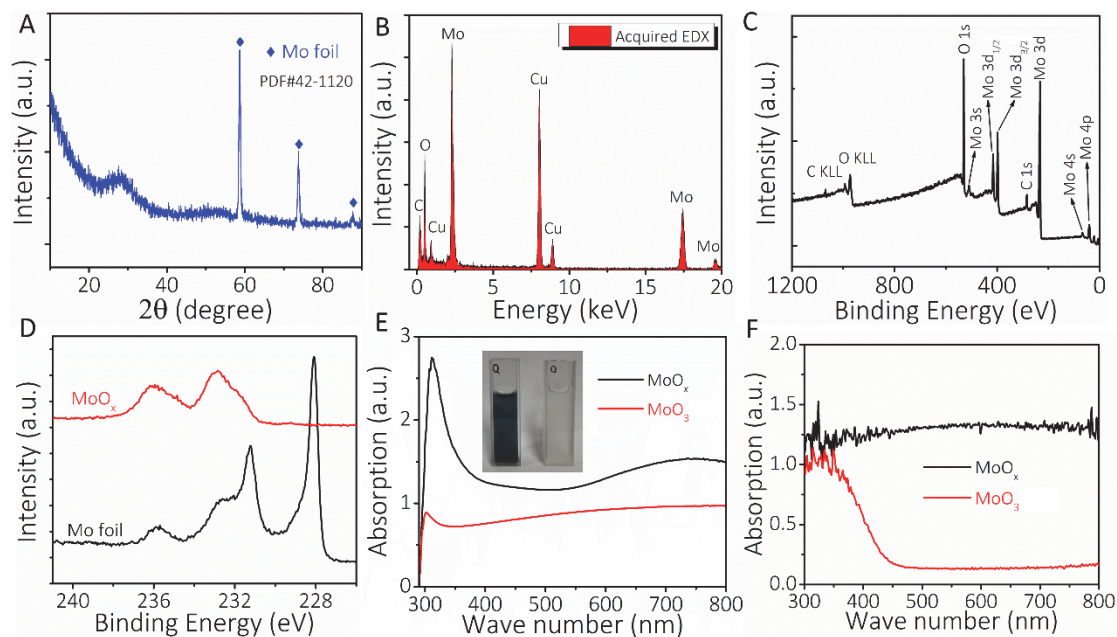 A
Intensity (a.u.)
Mo foil
PDF#42-1120
20 40 60 80
2θ (degree)
B
Intensity (a.u.)
Acquired EDX
C
O
Cu
Mo
Cu
Cu
Mo
Mo
0 5 10 15 20
Energy (keV)
C
Intensity (a.u.)
C KLL
O KLL
O 1s
Mo 3s
Mo 3d1/2
Mo 3d3/2
C 1s
Mo 3d
Mo 4s
Mo 4p
1200 800 400 0
Binding Energy (eV)
D
Intensity (a.u.)
MoOx
Mo foil
240 236 232 228
Binding Energy (eV)
E
Absorption (a.u.)
3
2
1
0
Q
Q
MoOx
MoO3
300 400 500 600 700 800
Wave number (nm)
F
Absorption (a.u.)
2.0
1.5
1.0
0.5
0.0
MoOx
MoO3
300 400 500 600 700 800
Wave number (nm)